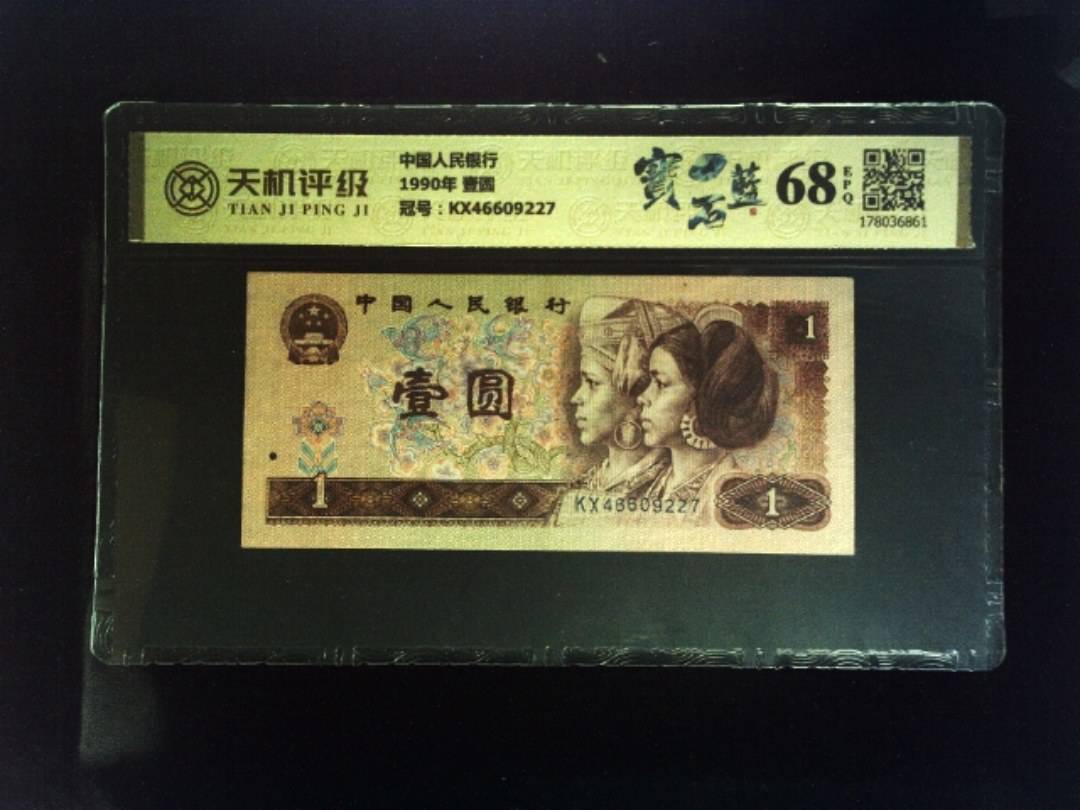 天机评级
TIAN JI PING JI
中国人民银行
1990年 壹圆
冠号：KX46609227
寳石蓝
68
EPQ
178036861
中国人民银行
1
壹圆
1
KX46609227
1